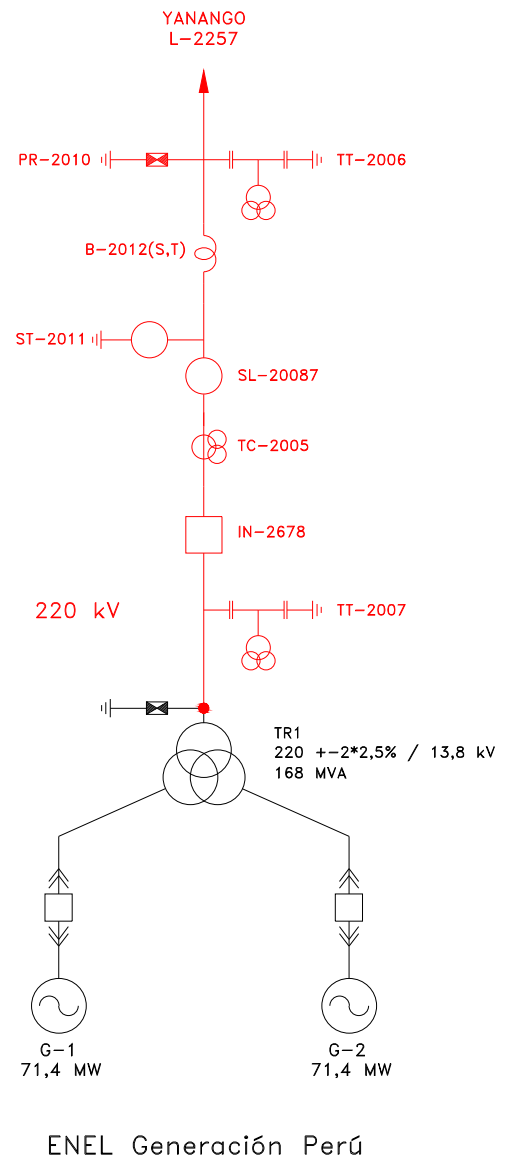 YANANGO
L-2257
PR-2010
TT-2006
B-2012(S,T)
ST-2011
SL-20087
TC-2005
IN-2678
220 kV
TT-2007
TR1
220 +-2*2,5% / 13,8 kV
168 MVA
G-1
71,4 MW
G-2
71,4 MW
ENEL Generación Perú